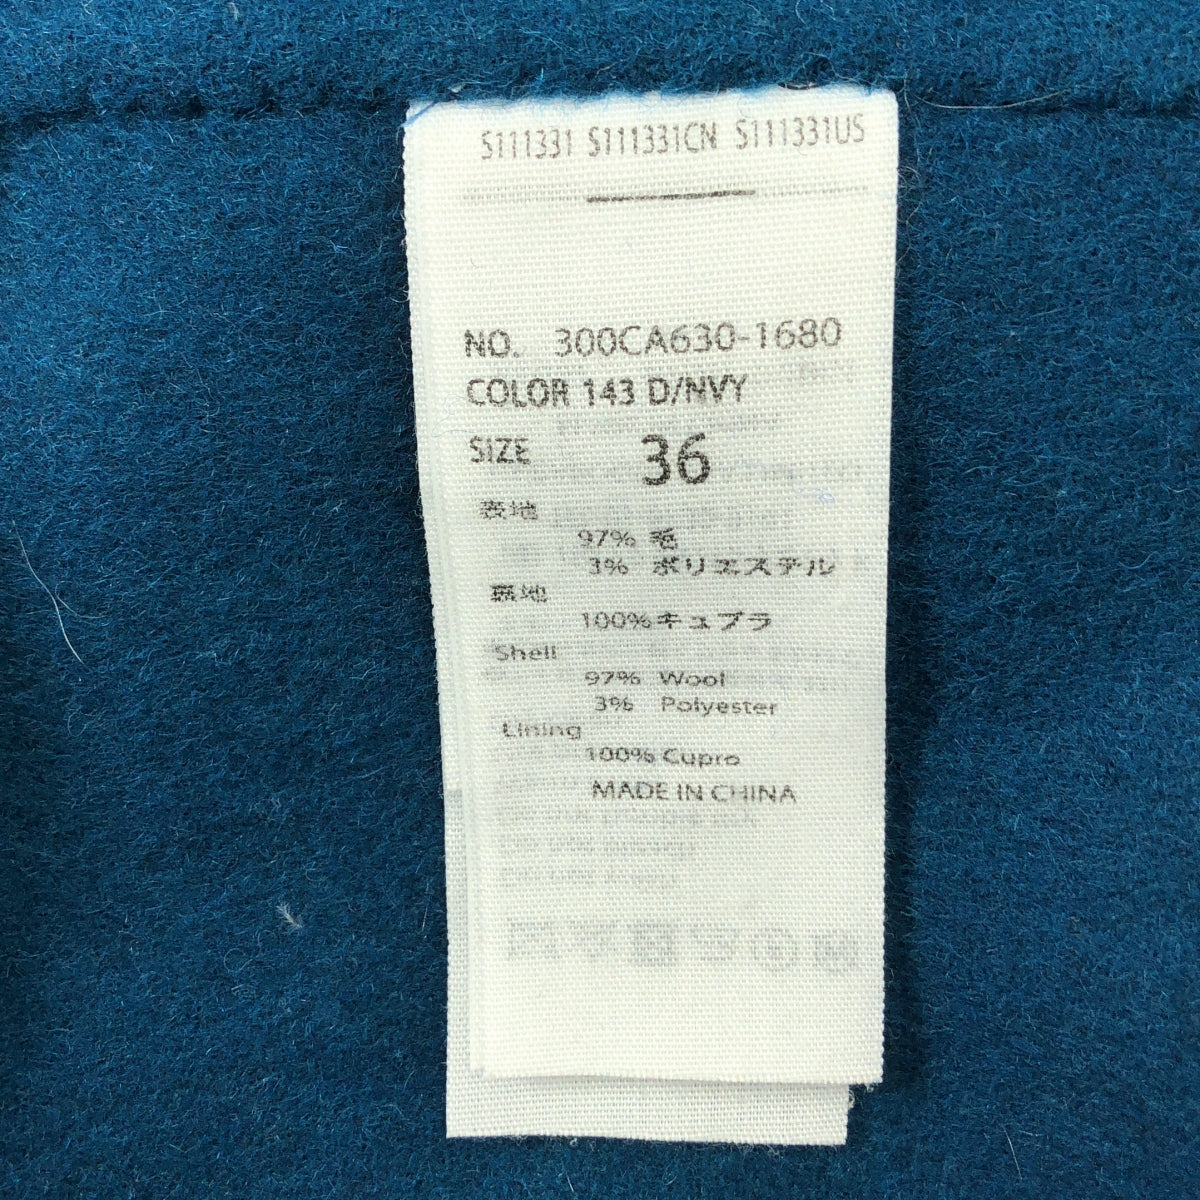 S111331 S111331CN S111331US
NO. 300CA630-1680
COLOR 143 D/NVY
SIZE 36
表地
97% 毛
3% ポリエステル
裏地
100%キュプラ
Shell
97% Wool
3% Polyester
Lining
100% Cupro
MADE IN CHINA